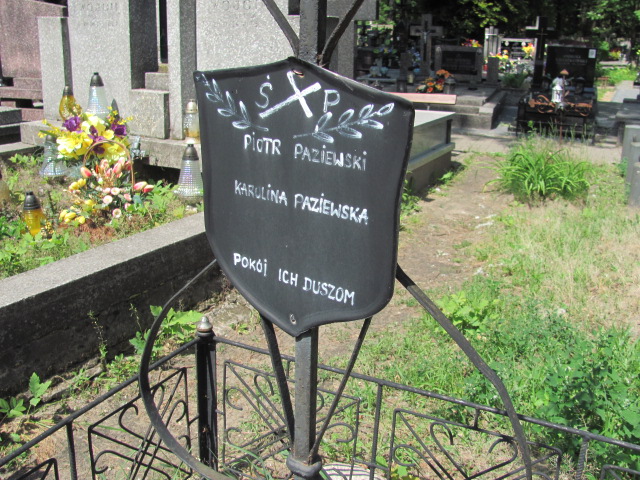 Ś P
PIOTR PAZIEWSKI
KAROLINA PAZIEWSKA
POKÓJ ICH DUSZOM